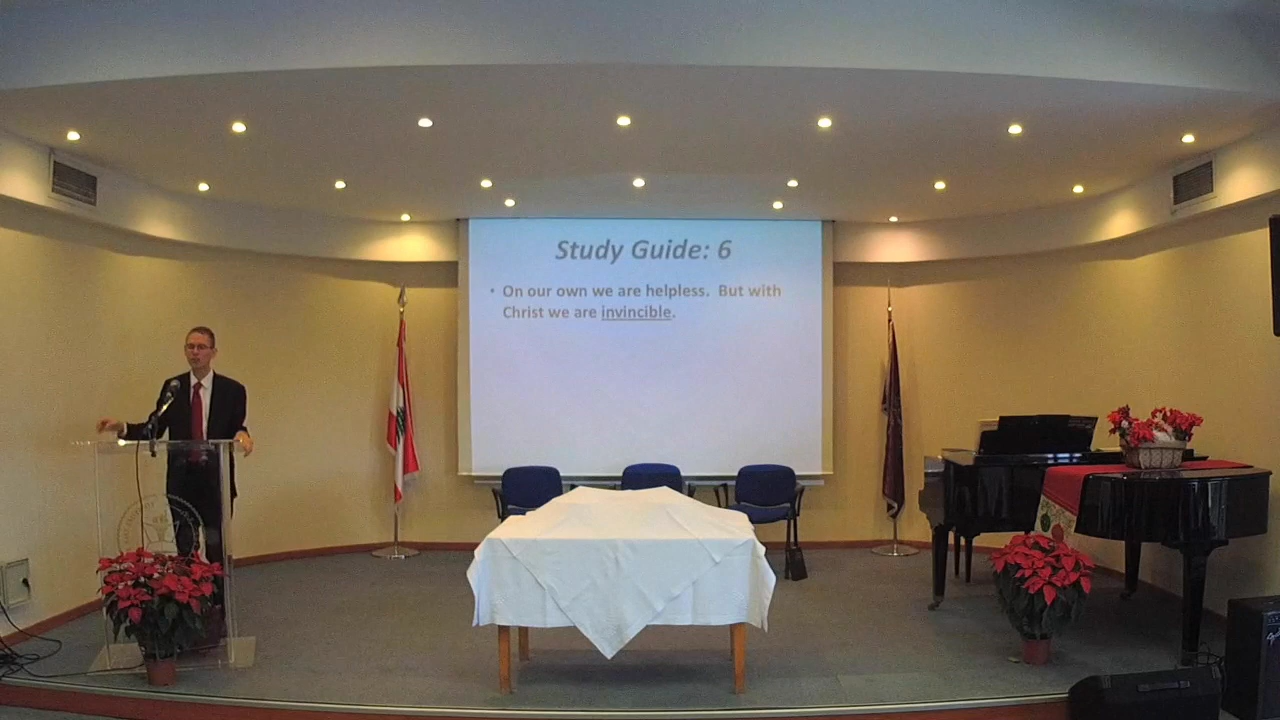 Study Guide: 6
• On our own we are helpless. But with
Christ we are invincible.